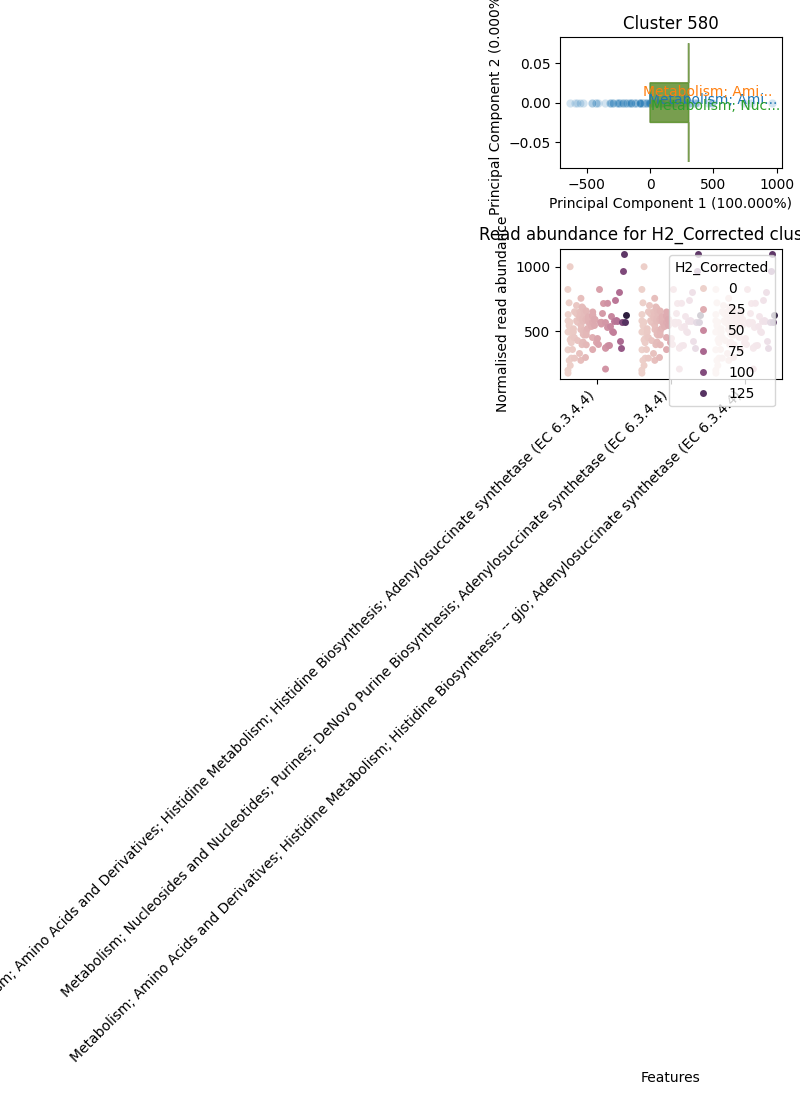 Cluster 580
Principal Component 2 (0.000%
0.05
0.00
−0.05
Metabolism; Ami...
Metabolism; Ami...
Metabolism; Nuc...
−500
0
500
1000
Principal Component 1 (100.000%)
Read abundance for H2_Corrected clus
Normalised read abundance
1000
500
H2_Corrected
0
25
50
75
100
125
sm; Amino Acids and Derivatives; Histidine Metabolism; Histidine Biosynthesis; Adenylosuccinate synthetase (EC 6.3.4.4)
Metabolism; Nucleosides and Nucleotides; Purines; DeNovo Purine Biosynthesis; Adenylosuccinate synthetase (EC 6.3.4.4)
Metabolism; Amino Acids and Derivatives; Histidine Metabolism; Histidine Biosynthesis -- gjo; Adenylosuccinate synthetase (EC 6.3.4.
Features